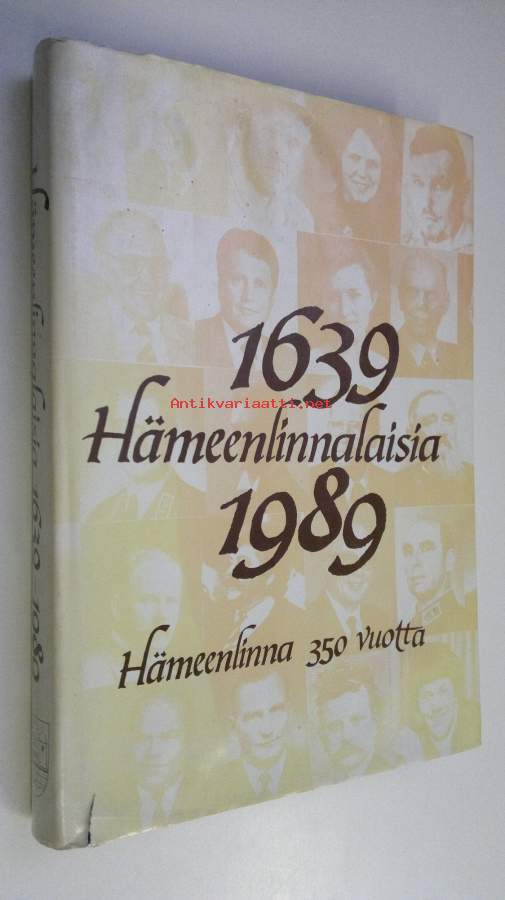 1639
Antikvariaatti.net
Hämeenlinnalaisia
1989
Hämeenlinna 350 vuotta
Hämeenlinnalaisia 1639-1989